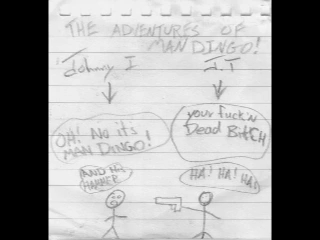 THE ADVENTURES OF
MANDINGO!
Johnny I
J.T
OH! No it's
MAN DINGO!
AND his
HAMMER
your fuck'n
Dead BitCH
HA! HA! HA!